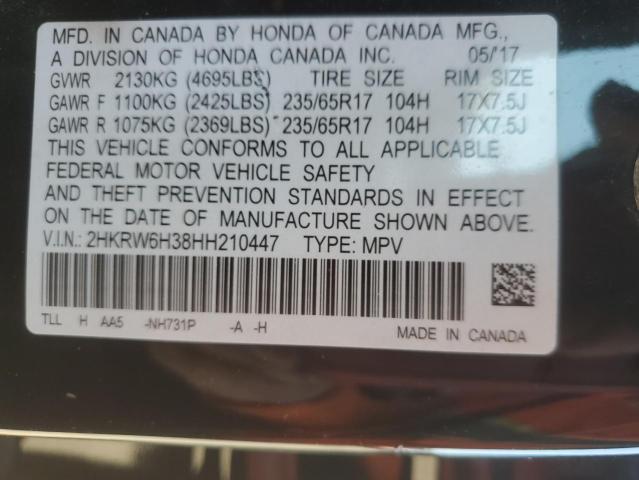 MFD. IN CANADA BY HONDA OF CANADA MFG.,
A DIVISION OF HONDA CANADA INC. 05/'17
GVWR 2130KG (4695LBS) TIRE SIZE RIM SIZE
GAWR F 1100KG (2425LBS) 235/65R17 104H 17X7.5J
GAWR R 1075KG (2369LBS) 235/65R17 104H 17X7.5J
THIS VEHICLE CONFORMS TO ALL APPLICABLE
FEDERAL MOTOR VEHICLE SAFETY
AND THEFT PREVENTION STANDARDS IN EFFECT
ON THE DATE OF MANUFACTURE SHOWN ABOVE.
V.I.N.: 2HKRW6H38HH210447 TYPE: MPV
TLL H AA5 -NH731P -A -H MADE IN CANADA